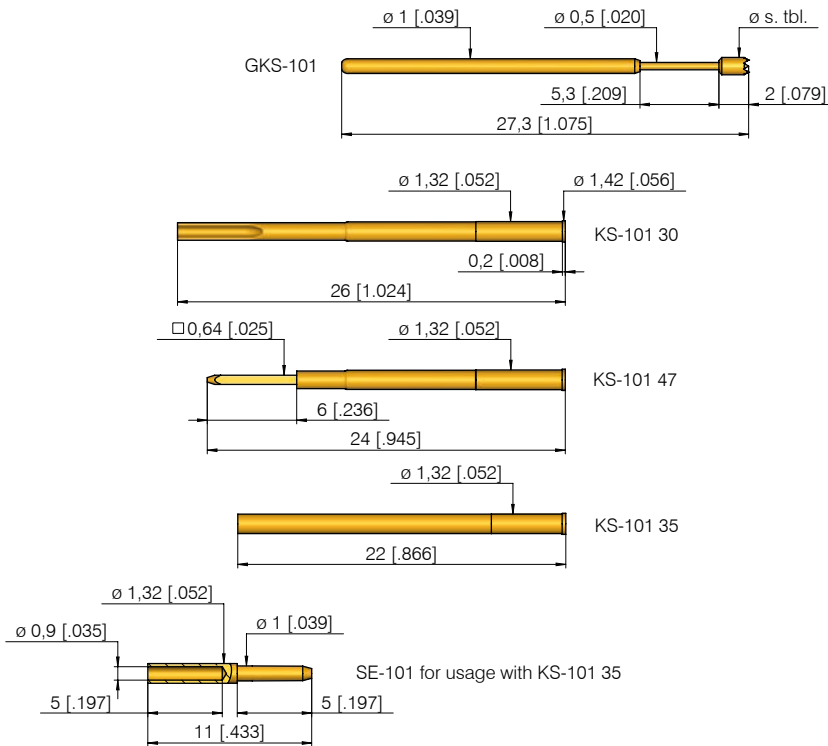 ø 1 [.039]
ø 0,5 [.020]
ø s. tbl.
GKS-101
5,3 [.209]
2 [.079]
27,3 [1.075]
ø 1,32 [.052]
ø 1,42 [.056]
KS-101 30
0,2 [.008]
26 [1.024]
□ 0,64 [.025]
ø 1,32 [.052]
KS-101 47
6 [.236]
24 [.945]
ø 1,32 [.052]
KS-101 35
22 [.866]
ø 1,32 [.052]
ø 0,9 [.035]
ø 1 [.039]
SE-101 for usage with KS-101 35
5 [.197]
5 [.197]
11 [.433]